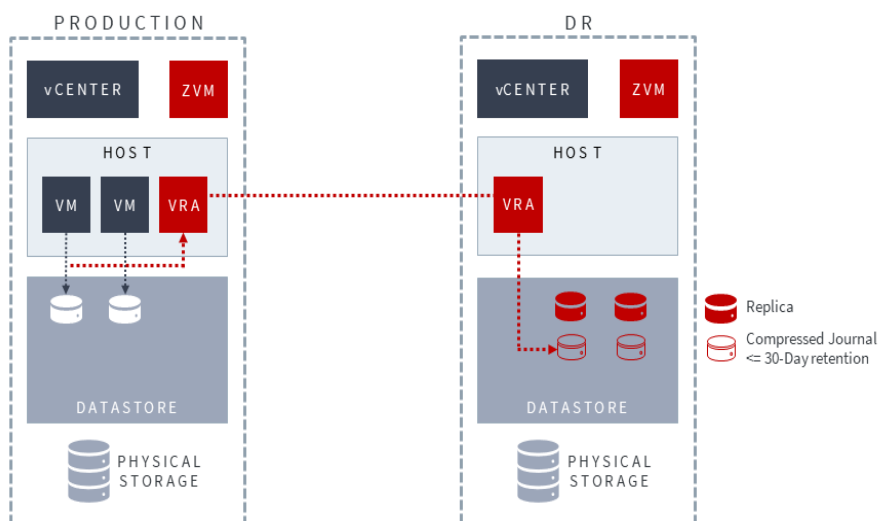 PRODUCTION
vCENTER
ZVM
HOST
VM
VM
VRA
DATASTORE
PHYSICAL
STORAGE
DR
vCENTER
ZVM
HOST
VRA
DATASTORE
PHYSICAL
STORAGE
Replica
Compressed Journal
<= 30-Day retention